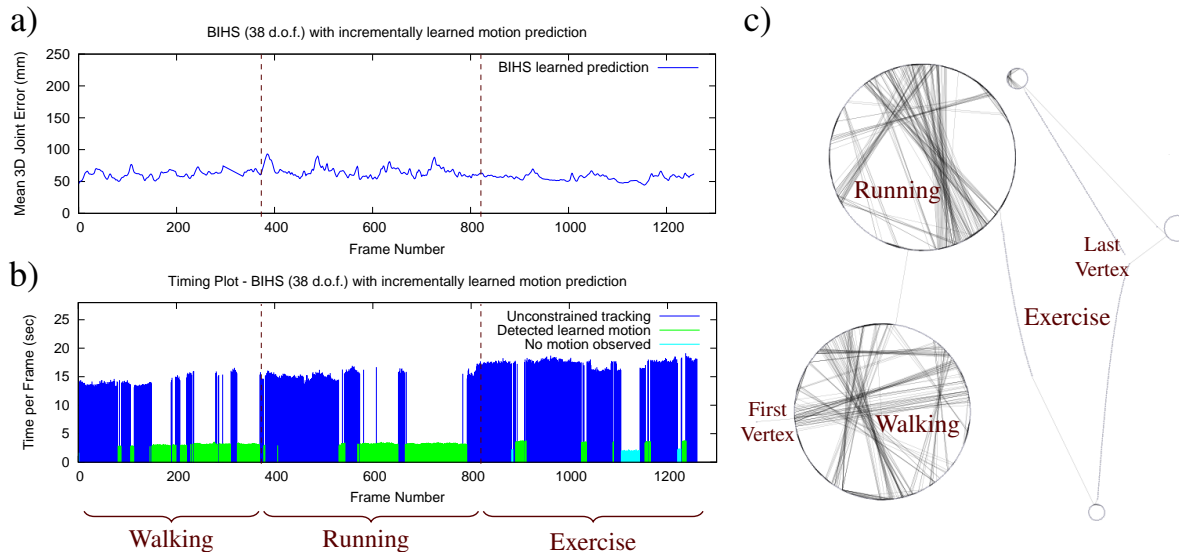 a)
BIHS (38 d.o.f.) with incrementally learned motion prediction
Mean 3D Joint Error (mm)
250
200
150
100
50
0
BIHS learned prediction
0 200 400 600 800 1000 1200
Frame Number
b)
Timing Plot - BIHS (38 d.o.f.) with incrementally learned motion prediction
Time per Frame (sec)
25
20
15
10
5
0
Unconstrained tracking
Detected learned motion
No motion observed
0 200 400 600 800 1000 1200
Frame Number
Walking
Running
Exercise
c)
Running
Last
Vertex
Exercise
First
Vertex
Walking